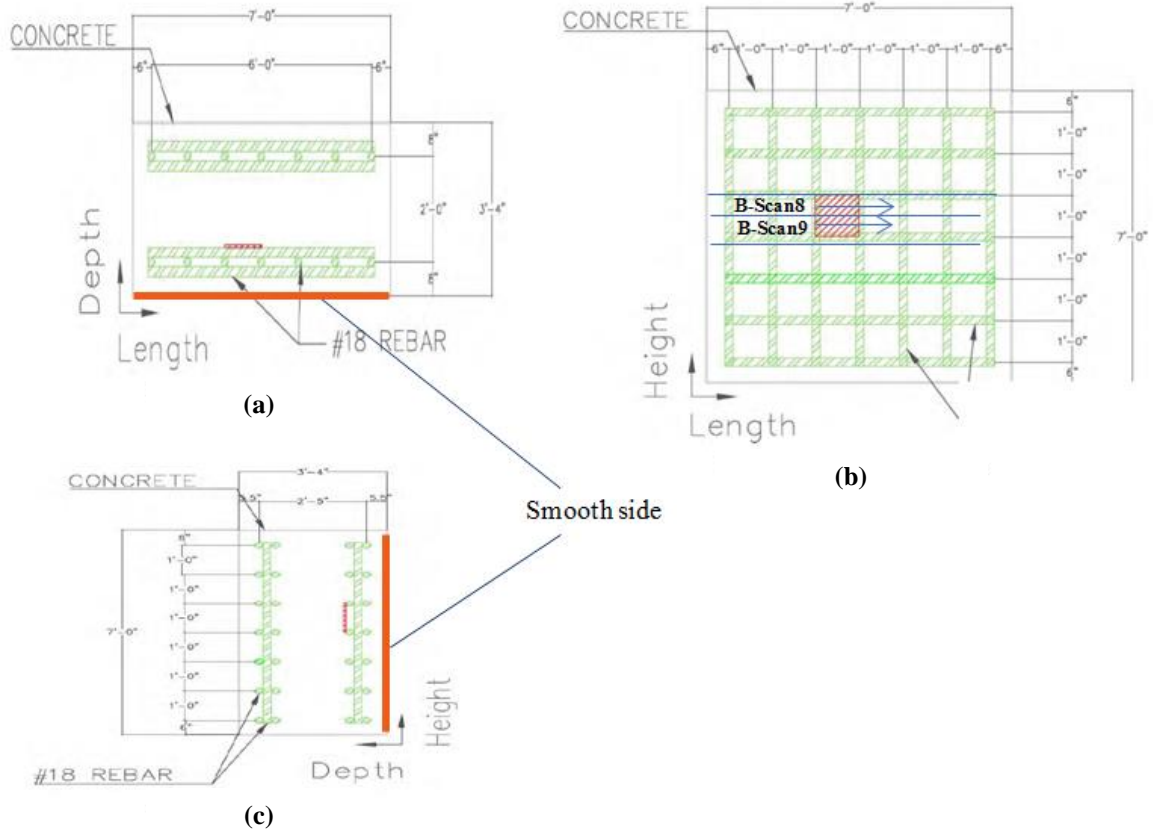 7'-0"
CONCRETE
6" 6'-0" 6"
8"
2'-0"
3'-4"
8"
Depth
Length
#18 REBAR
(a)
7'-0"
CONCRETE
6" 1'-0" 1'-0" 1'-0" 1'-0" 1'-0" 1'-0" 6"
6"
1'-0"
1'-0"
B-Scan8
1'-0"
B-Scan9
7'-0"
1'-0"
1'-0"
1'-0"
6"
Height
Length
(b)
Smooth side
3'-4"
CONCRETE
5.5" 2'-5" 5.5"
6"
1'-0"
1'-0"
1'-0"
7'-0"
1'-0"
1'-0"
1'-0"
6"
Height
#18 REBAR
Depth
(c)